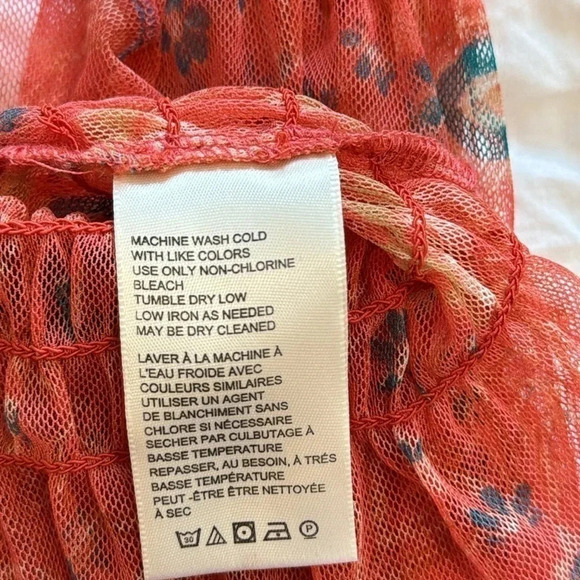 MACHINE WASH COLD
WITH LIKE COLORS
USE ONLY NON-CHLORINE
BLEACH
TUMBLE DRY LOW
LOW IRON AS NEEDED
MAY BE DRY CLEANED
LAVER À LA MACHINE À
L'EAU FROIDE AVEC
COULEURS SIMILAIRES
UTILISER UN AGENT
DE BLANCHIMENT SANS
CHLORE SI NÉCESSAIRE
SECHER PAR CULBUTAGE À
BASSE TEMPERATURE
REPASSER, AU BESOIN, À TRÉS
BASSE TEMPÉRATURE
PEUT -ÊTRE ÊTRE NETTOYÉE
À SEC
30 P